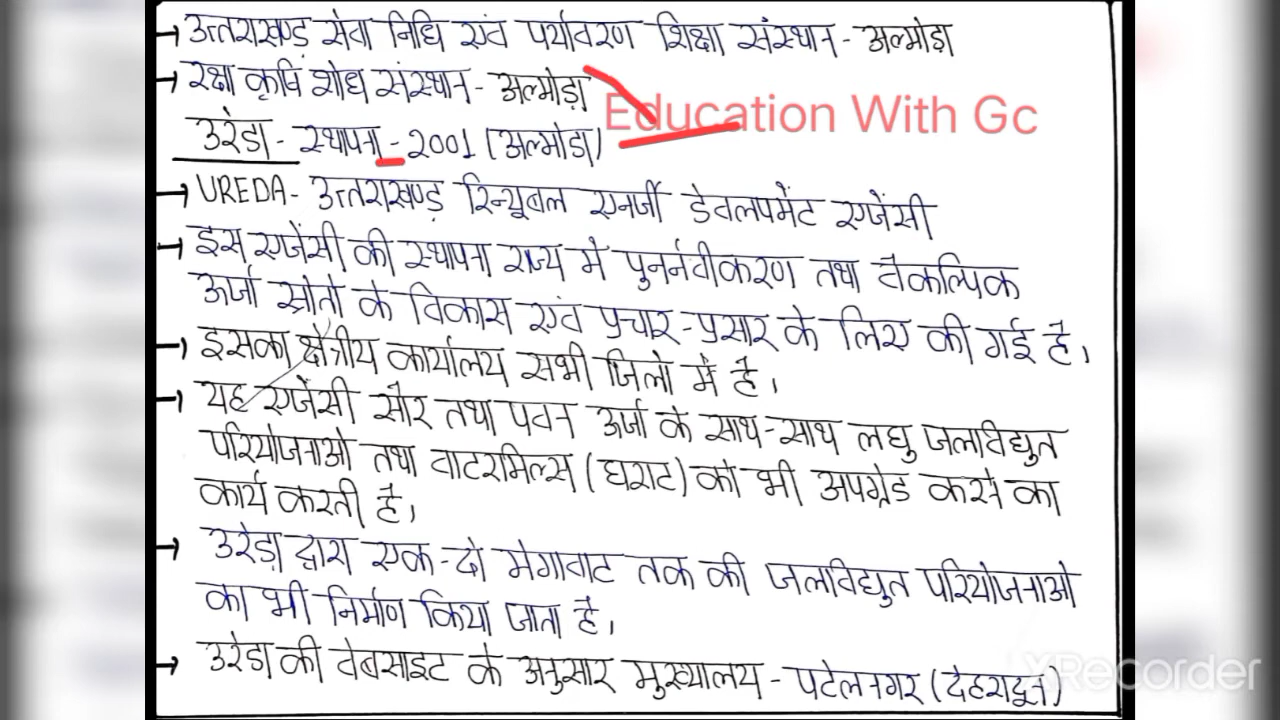 → उत्तराखण्ड़ सेवा निधि एवं पर्यावरण शिक्षा संस्थान - अल्मोड़ा
→ रक्षा कृषि शोध संस्थान - अल्मोड़ा
Education With Gc
उरेडा - स्थापना - 2001 (अल्मोडा)
→ UREDA - उत्तराखण्ड़ रिन्यूबल एनर्जी डेवलपमेंट एजेंसी
→ इस एजेंसी की स्थापना राज्य मे पुनर्नवीकरण तथा वैकल्पिक
ऊर्जा स्रोतो के विकास एवं प्रचार-प्रसार के लिए की गई है।
→ इसका क्षेत्रीय कार्यालय सभी जिलो में है।
→ यह एजेंसी सौर तथा पवन ऊर्जा के साथ-साथ लघु जलविद्युत
परियोजनाओ तथा वाटरमिल्स (घराट) को भी अपग्रेड करने का
कार्य करती है।
→ उरेड़ा द्वारा एक-दो मेगावाट तक की जलविद्युत परियोजनाओ
का भी निर्माण किया जाता है।
→ उरेडा की वेबसाइट के अनुसार मुख्यालय - पटेलनगर (देहरादून)
XRecorder